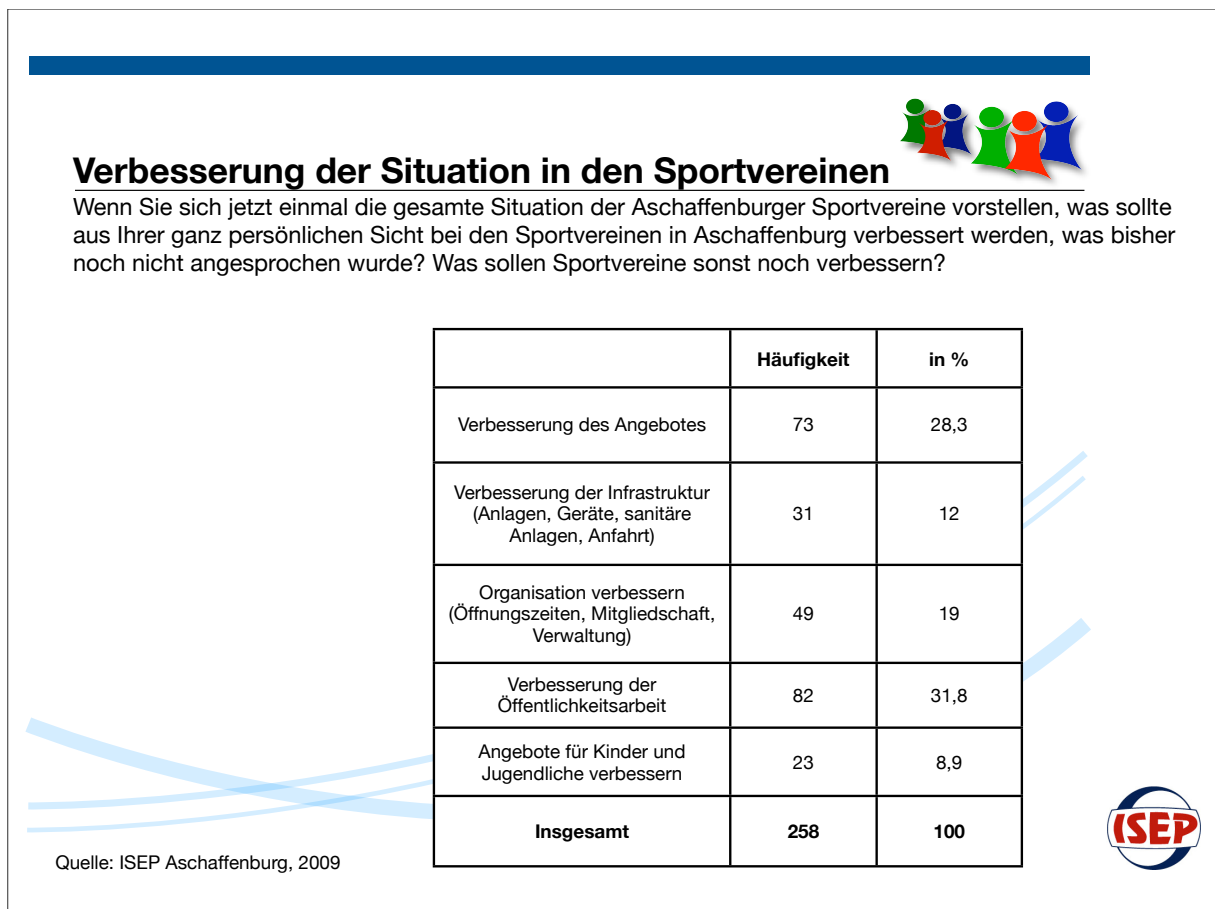 Verbesserung der Situation in den Sportvereinen
Wenn Sie sich jetzt einmal die gesamte Situation der Aschaffenburger Sportvereine vorstellen, was sollte
aus Ihrer ganz persönlichen Sicht bei den Sportvereinen in Aschaffenburg verbessert werden, was bisher
noch nicht angesprochen wurde? Was sollen Sportvereine sonst noch verbessern?
Häufigkeit in %
Verbesserung des Angebotes 73 28,3
Verbesserung der Infrastruktur
(Anlagen, Geräte, sanitäre
Anlagen, Anfahrt) 31 12
Organisation verbessern
(Öffnungszeiten, Mitgliedschaft,
Verwaltung) 49 19
Verbesserung der
Öffentlichkeitsarbeit 82 31,8
Angebote für Kinder und
Jugendliche verbessern 23 8,9
Insgesamt 258 100
Quelle: ISEP Aschaffenburg, 2009
ISEP